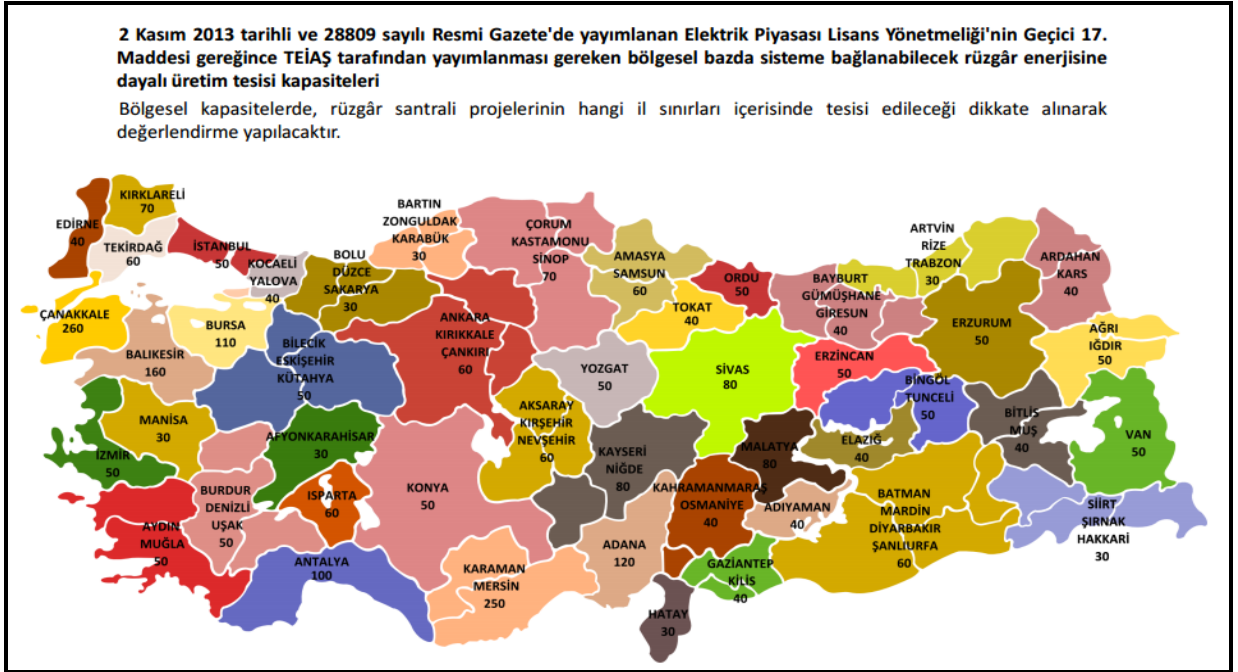 2 Kasım 2013 tarihli ve 28809 sayılı Resmi Gazete'de yayımlanan Elektrik Piyasası Lisans Yönetmeliği'nin Geçici 17.
Maddesi gereğince TEİAŞ tarafından yayımlanması gereken bölgesel bazda sisteme bağlanabilecek rüzgâr enerjisine
dayalı üretim tesisi kapasiteleri
Bölgesel kapasitelerde, rüzgâr santrali projelerinin hangi il sınırları içerisinde tesisi edileceği dikkate alınarak
değerlendirme yapılacaktır.
KIRKLARELİ
70
EDİRNE
40
TEKİRDAĞ
60
İSTANBUL
50
KOCAELİ
YALOVA
40
BOLU
DÜZCE
SAKARYA
30
BARTIN
ZONGULDAK
KARABÜK
30
ÇORUM
KASTAMONU
SİNOP
70
AMASYA
SAMSUN
60
ORDU
50
TOKAT
40
BAYBURT
GÜMÜŞHANE
GİRESUN
40
ARTVİN
RİZE
TRABZON
30
ARDAHAN
KARS
40
ÇANAKKALE
260
BURSA
110
BALIKESİR
160
BİLECİK
ESKİŞEHİR
KÜTAHYA
50
ANKARA
KIRIKKALE
ÇANKIRI
60
YOZGAT
50
SİVAS
80
ERZİNCAN
50
ERZURUM
50
AĞRI
IĞDIR
50
MANİSA
30
İZMİR
50
AFYONKARAHİSAR
30
AKSARAY
KIRŞEHİR
NEVŞEHİR
60
KAYSERİ
NİĞDE
80
MALATYA
80
ELAZIĞ
40
BİNGÖL
TUNCELİ
50
BİTLİS
MUŞ
40
VAN
50
AYDIN
MUĞLA
50
BURDUR
DENİZLİ
UŞAK
50
ISPARTA
60
KONYA
50
ANTALYA
100
KARAMAN
MERSİN
250
ADANA
120
KAHRAMANMARAŞ
OSMANİYE
40
ADIYAMAN
40
GAZİANTEP
KİLİS
40
HATAY
30
BATMAN
MARDİN
DİYARBAKIR
ŞANLIURFA
60
SİİRT
ŞIRNAK
HAKKARİ
30